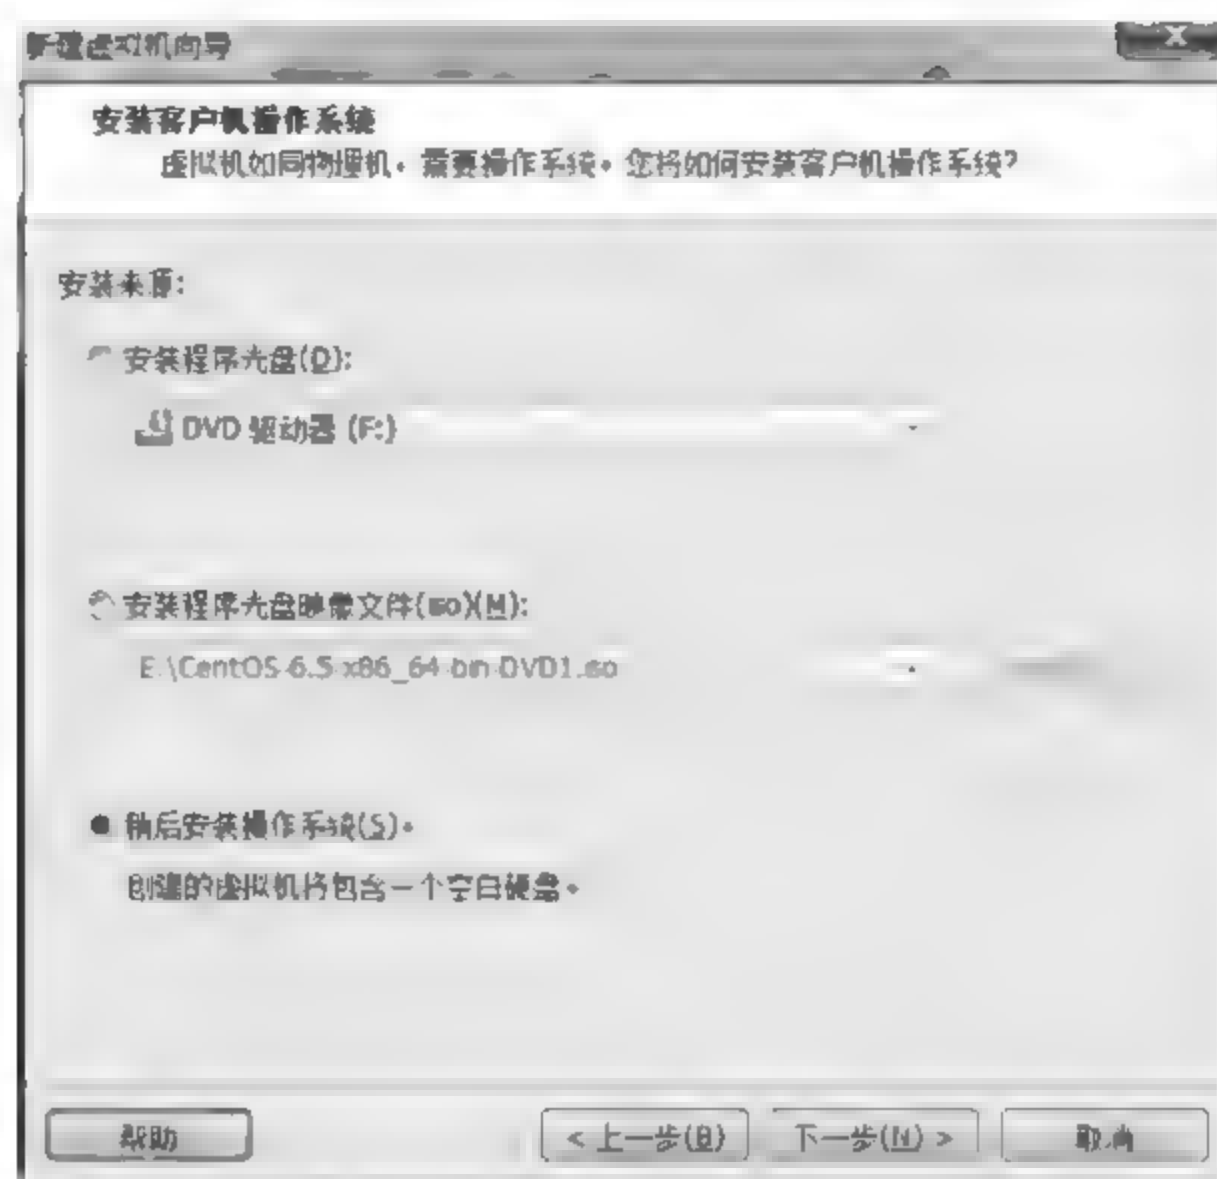 新建虚拟机向导
安装客户机操作系统
虚拟机如同物理机，需要操作系统。您将如何安装客户机操作系统?
安装来源:
安装程序光盘(D):
DVD 驱动器 (F:)
安装程序光盘映像文件(iso)(M):
E:\CentOS-6.5-x86_64-bin-DVD1.iso
稍后安装操作系统(S)。
创建的虚拟机将包含一个空白硬盘。
帮助
< 上一步(B)
下一步(N) >
取消